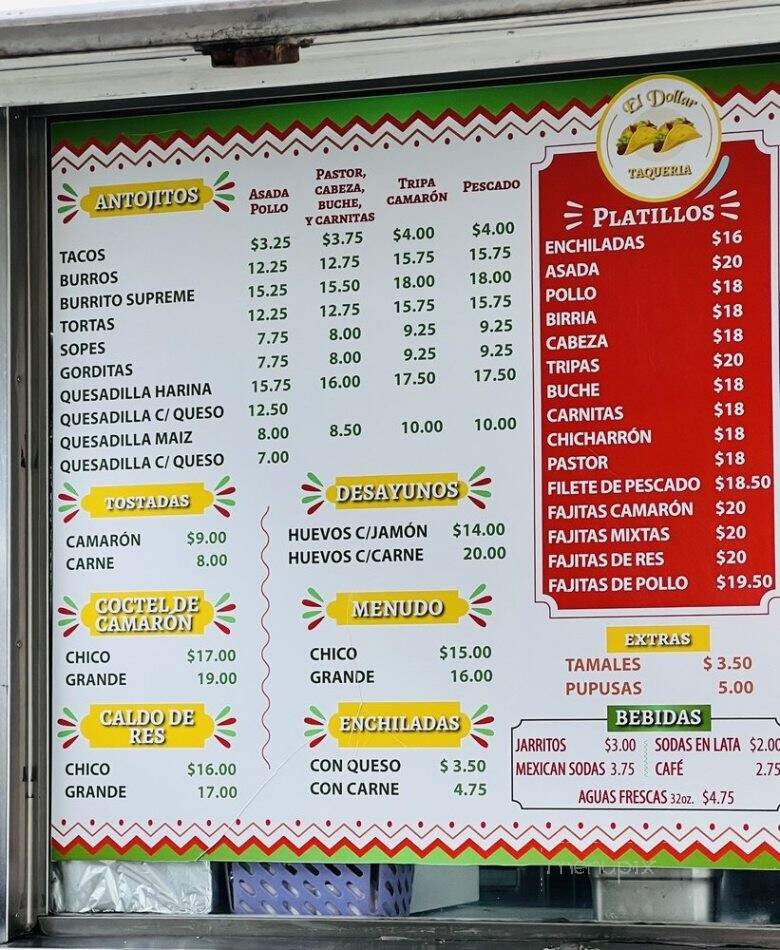 El Dollar
TAQUERIA
ANTOJITOS
ASADA POLLO
PASTOR, CABEZA, BUCHE, Y CARNITAS
TRIPA CAMARÓN
PESCADO
TACOS $3.25 $3.75 $4.00 $4.00
BURROS 12.25 12.75 15.75 15.75
BURRITO SUPREME 15.25 15.50 18.00 18.00
TORTAS 12.25 12.75 15.75 15.75
SOPES 7.75 8.00 9.25 9.25
GORDITAS 7.75 8.00 9.25 9.25
QUESADILLA HARINA 15.75 16.00 17.50 17.50
QUESADILLA C/ QUESO 12.50
QUESADILLA MAIZ 8.00 8.50 10.00 10.00
QUESADILLA C/ QUESO 7.00
TOSTADAS
CAMARÓN $9.00
CARNE 8.00
COCTEL DE
CAMARÓN
CHICO $17.00
GRANDE 19.00
CALDO DE
RES
CHICO $16.00
GRANDE 17.00
DESAYUNOS
HUEVOS C/JAMÓN $14.00
HUEVOS C/CARNE 20.00
MENUDO
CHICO $15.00
GRANDE 16.00
ENCHILADAS
CON QUESO $ 3.50
CON CARNE 4.75
PLATILLOS
ENCHILADAS $16
ASADA $20
POLLO $18
BIRRIA $18
CABEZA $18
TRIPAS $20
BUCHE $18
CARNITAS $18
CHICHARRÓN $18
PASTOR $18
FILETE DE PESCADO $18.50
FAJITAS CAMARÓN $20
FAJITAS MIXTAS $20
FAJITAS DE RES $20
FAJITAS DE POLLO $19.50
EXTRAS
TAMALES $ 3.50
PUPUSAS 5.00
BEBIDAS
JARRITOS $3.00 SODAS EN LATA $2.00
MEXICAN SODAS 3.75 CAFÉ 2.75
AGUAS FRESCAS 32oz. $4.75
menupix